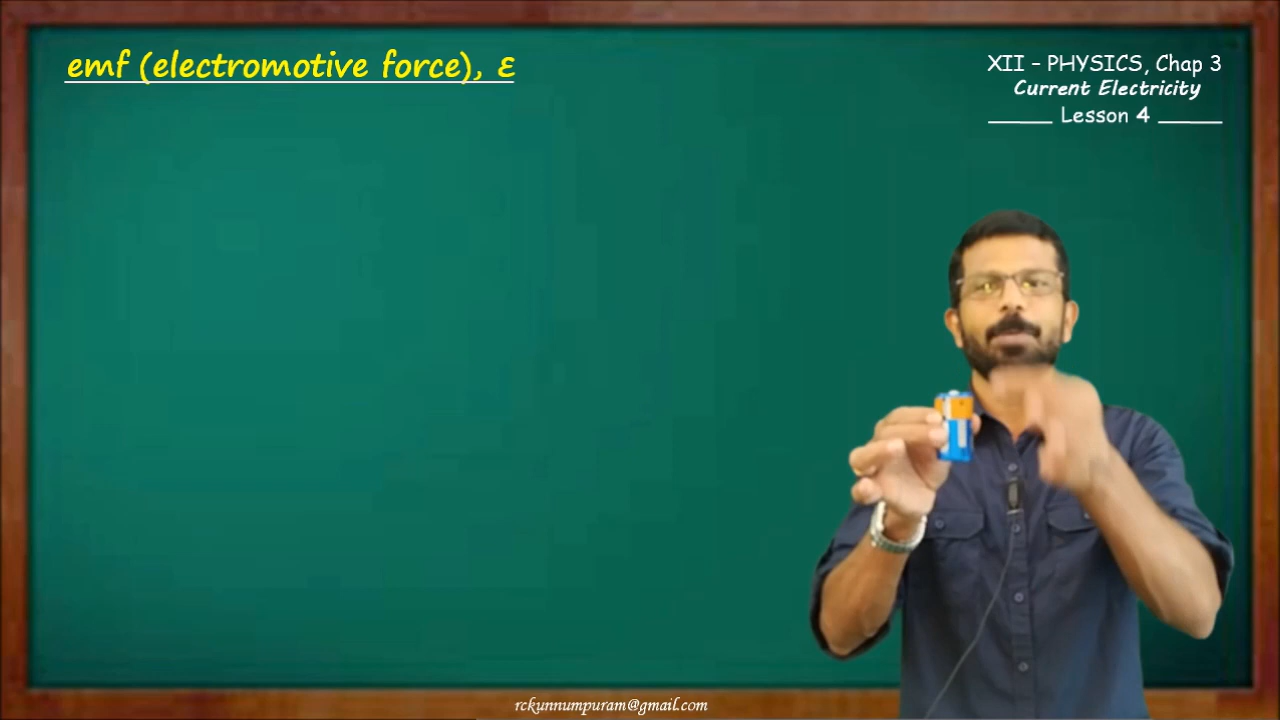 emf (electromotive force), ε
XII – PHYSICS, Chap 3
Current Electricity
Lesson 4
rckunnumpuram@gmail.com